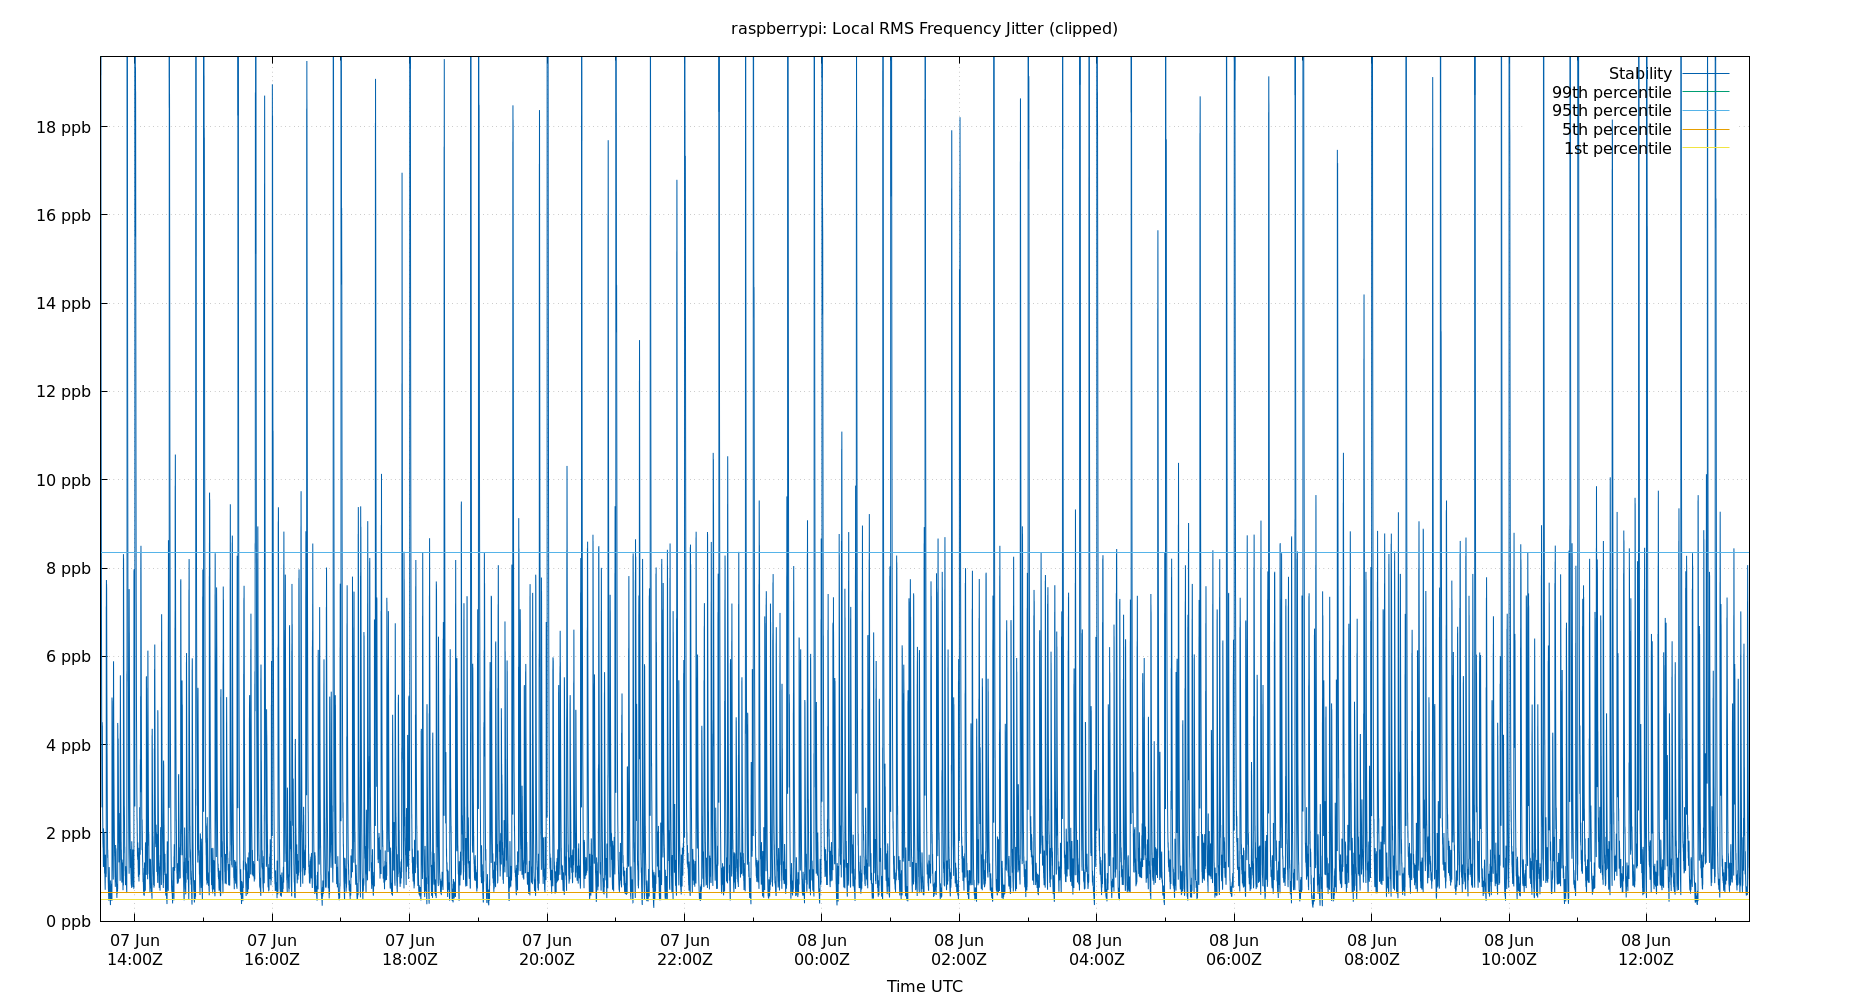 raspberrypi: Local RMS Frequency Jitter (clipped)
Stability
99th percentile
95th percentile
5th percentile
1st percentile
18 ppb
16 ppb
14 ppb
12 ppb
10 ppb
8 ppb
6 ppb
4 ppb
2 ppb
0 ppb
07 Jun 07 Jun 07 Jun 07 Jun 07 Jun 08 Jun 08 Jun 08 Jun 08 Jun 08 Jun 08 Jun 08 Jun
14:00Z 16:00Z 18:00Z 20:00Z 22:00Z 00:00Z 02:00Z 04:00Z 06:00Z 08:00Z 10:00Z 12:00Z
Time UTC